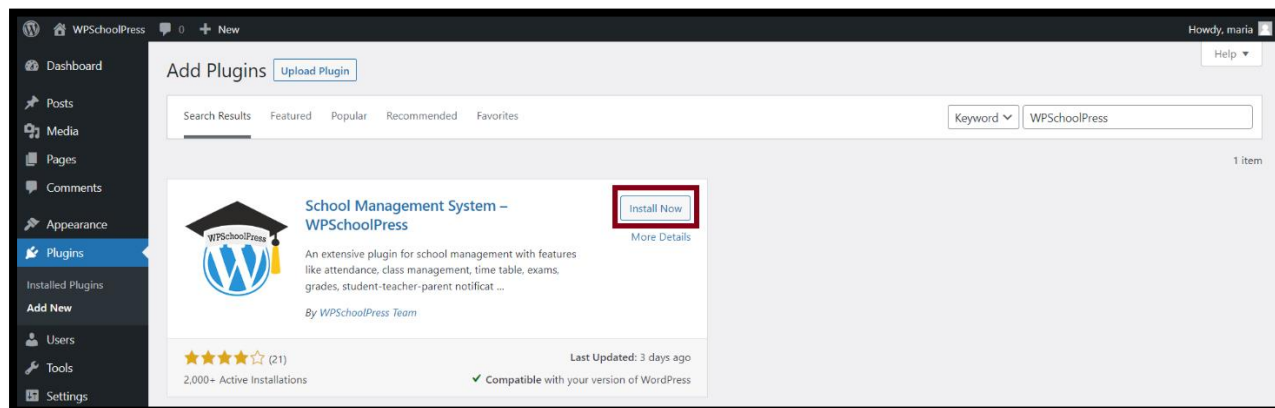 WPSchoolPress 0 + New Howdy, maria
Help ▼
Dashboard
Posts
Media
Pages
Comments
Appearance
Plugins
Installed Plugins
Add New
Users
Tools
Settings
Add Plugins Upload Plugin
Search Results Featured Popular Recommended Favorites Keyword WPSchoolPress
1 item
WPSchoolPress
School Management System –
WPSchoolPress
Install Now
More Details
An extensive plugin for school management with features
like attendance, class management, time table, exams,
grades, student-teacher-parent notificat ...
By WPSchoolPress Team
(21) Last Updated: 3 days ago
2,000+ Active Installations ✔ Compatible with your version of WordPress